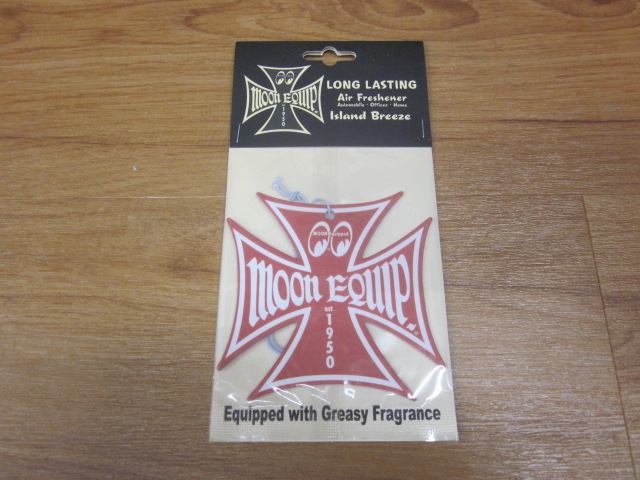 MOON EQUIP.
1950
LONG LASTING
Air Freshener
Automobile · Offices · Home
Island Breeze
MOON Equipped
MOON EQUIP.
est
1950
Equipped with Greasy Fragrance